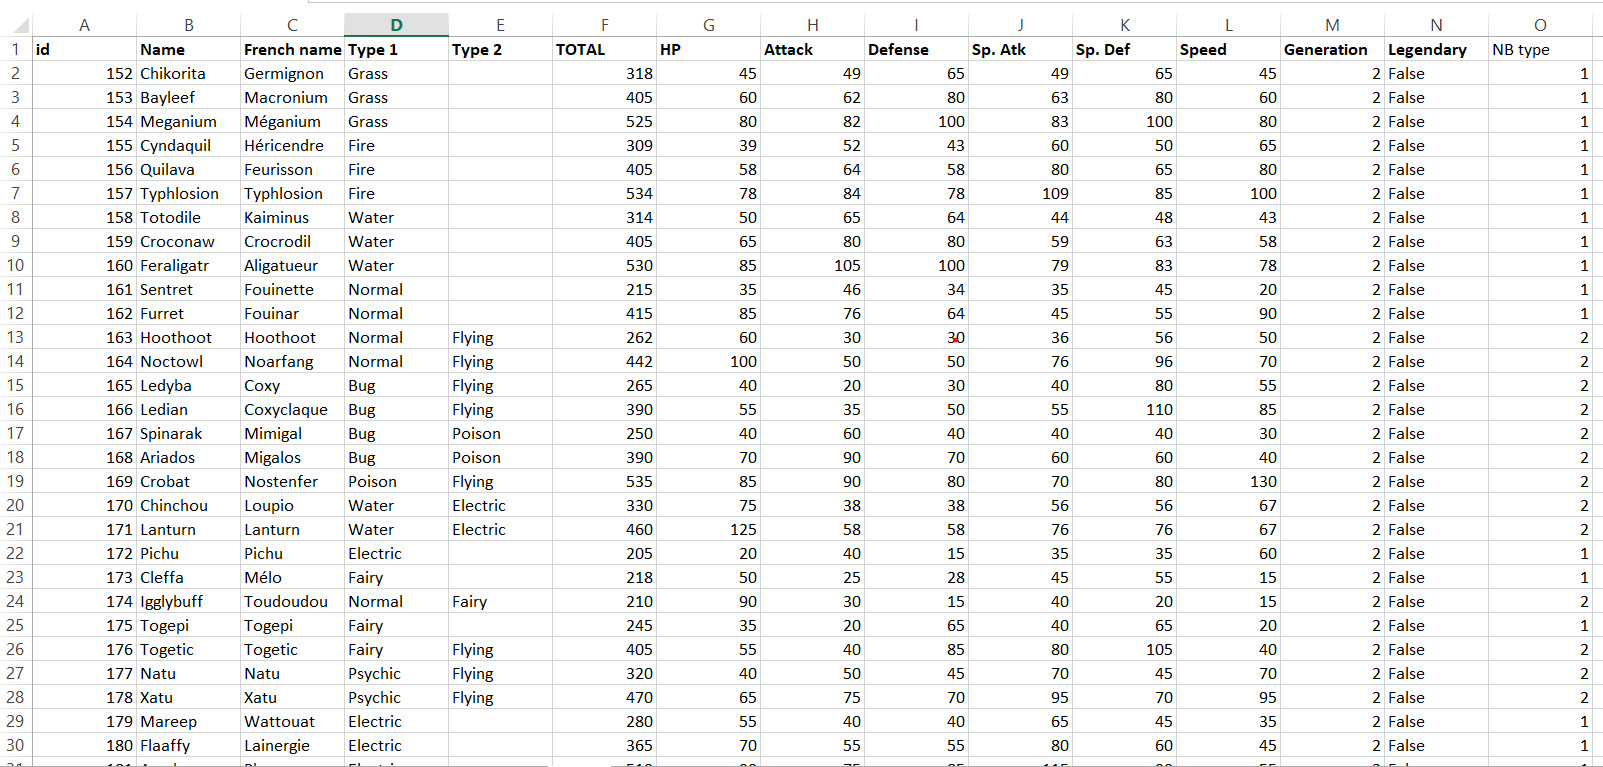 A B C D E F G H I J K L M N O
1 id Name French name Type 1 Type 2 TOTAL HP Attack Defense Sp. Atk Sp. Def Speed Generation Legendary NB type
2 152 Chikorita Germignon Grass 318 45 49 65 49 65 45 2 False 1
3 153 Bayleef Macronium Grass 405 60 62 80 63 80 60 2 False 1
4 154 Meganium Méganium Grass 525 80 82 100 83 100 80 2 False 1
5 155 Cyndaquil Héricendre Fire 309 39 52 43 60 50 65 2 False 1
6 156 Quilava Feurisson Fire 405 58 64 58 80 65 80 2 False 1
7 157 Typhlosion Typhlosion Fire 534 78 84 78 109 85 100 2 False 1
8 158 Totodile Kaiminus Water 314 50 65 64 44 48 43 2 False 1
9 159 Croconaw Crocrodil Water 405 65 80 80 59 63 58 2 False 1
10 160 Feraligatr Aligatueur Water 530 85 105 100 79 83 78 2 False 1
11 161 Sentret Fouinette Normal 215 35 46 34 35 45 20 2 False 1
12 162 Furret Fouinar Normal 415 85 76 64 45 55 90 2 False 1
13 163 Hoothoot Hoothoot Normal Flying 262 60 30 30 36 56 50 2 False 2
14 164 Noctowl Noarfang Normal Flying 442 100 50 50 76 96 70 2 False 2
15 165 Ledyba Coxy Bug Flying 265 40 20 30 40 80 55 2 False 2
16 166 Ledian Coxyclaque Bug Flying 390 55 35 50 55 110 85 2 False 2
17 167 Spinarak Mimigal Bug Poison 250 40 60 40 40 40 30 2 False 2
18 168 Ariados Migalos Bug Poison 390 70 90 70 60 60 40 2 False 2
19 169 Crobat Nostenfer Poison Flying 535 85 90 80 70 80 130 2 False 2
20 170 Chinchou Loupio Water Electric 330 75 38 38 56 56 67 2 False 2
21 171 Lanturn Lanturn Water Electric 460 125 58 58 76 76 67 2 False 2
22 172 Pichu Pichu Electric 205 20 40 15 35 35 60 2 False 1
23 173 Cleffa Mélo Fairy 218 50 25 28 45 55 15 2 False 1
24 174 Igglybuff Toudoudou Normal Fairy 210 90 30 15 40 20 15 2 False 2
25 175 Togepi Togepi Fairy 245 35 20 65 40 65 20 2 False 1
26 176 Togetic Togetic Fairy Flying 405 55 40 85 80 105 40 2 False 2
27 177 Natu Natu Psychic Flying 320 40 50 45 70 45 70 2 False 2
28 178 Xatu Xatu Psychic Flying 470 65 75 70 95 70 95 2 False 2
29 179 Mareep Wattouat Electric 280 55 40 40 65 45 35 2 False 1
30 180 Flaaffy Lainergie Electric 365 70 55 55 80 60 45 2 False 1